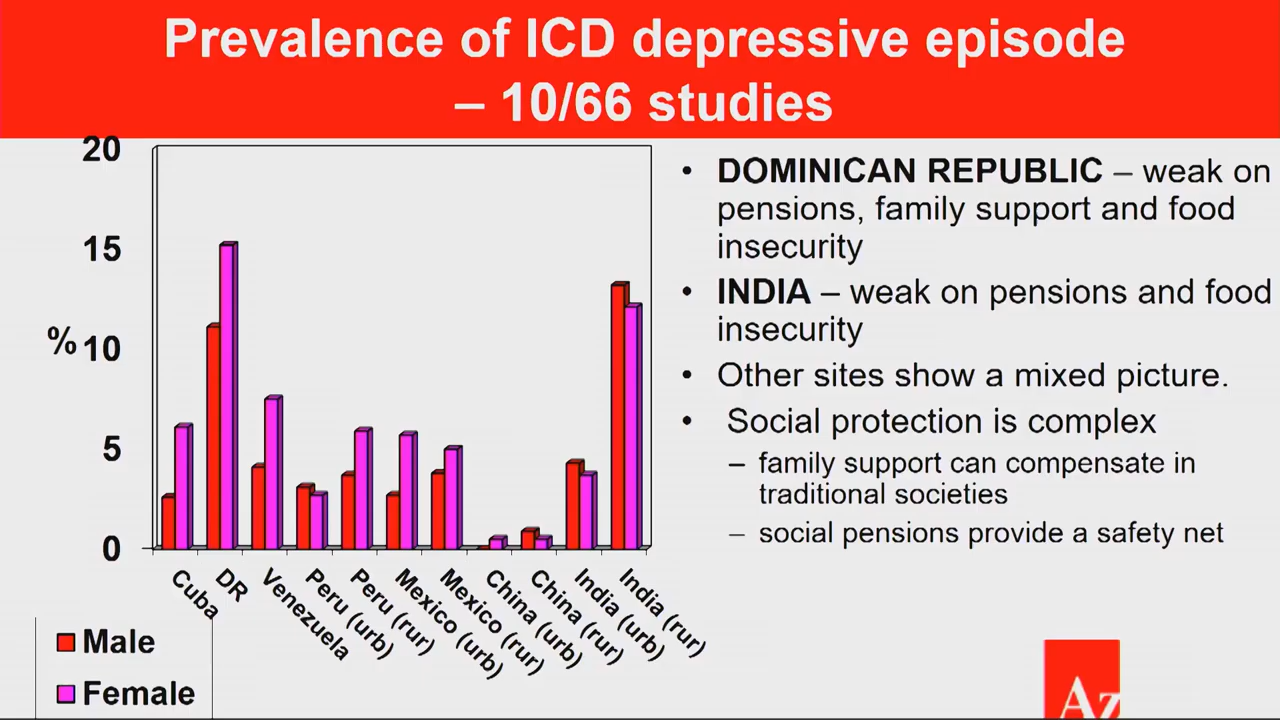 Prevalence of ICD depressive episode
– 10/66 studies
20
15
% 10
5
0
Cuba
DR
Venezuela
Peru (urb)
Peru (rur)
Mexico (urb)
Mexico (rur)
China (urb)
China (rur)
India (urb)
India (rur)
Male
Female
• DOMINICAN REPUBLIC – weak on
pensions, family support and food
insecurity
• INDIA – weak on pensions and food
insecurity
• Other sites show a mixed picture.
• Social protection is complex
– family support can compensate in
traditional societies
– social pensions provide a safety net
Az